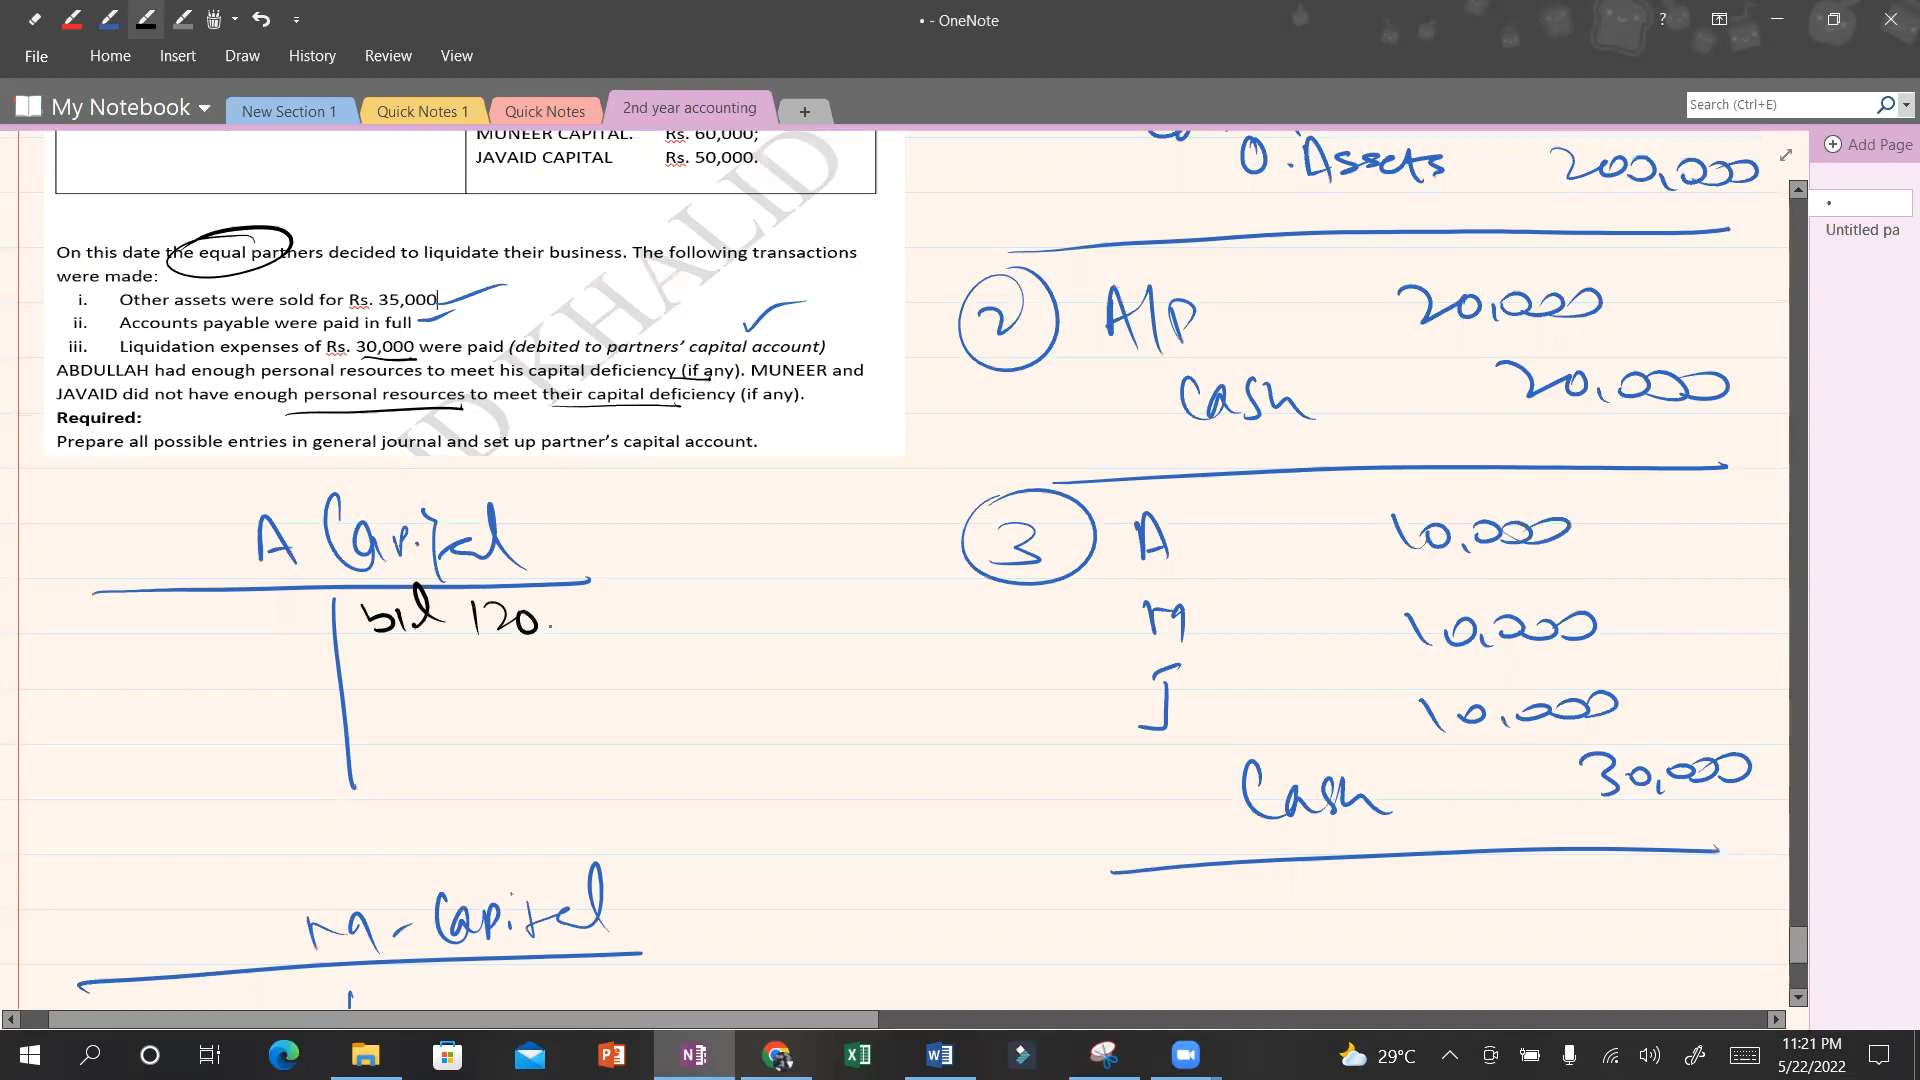 • - OneNote
?
File Home Insert Draw History Review View
My Notebook
New Section 1
Quick Notes 1
Quick Notes
2nd year accounting
Search (Ctrl+E)
Add Page
•
Untitled pa
MUNEER CAPITAL. Rs. 60,000;
JAVAID CAPITAL Rs. 50,000.
On this date the equal partners decided to liquidate their business. The following transactions
were made:
i. Other assets were sold for Rs. 35,000
ii. Accounts payable were paid in full
iii. Liquidation expenses of Rs. 30,000 were paid (debited to partners' capital account)
ABDULLAH had enough personal resources to meet his capital deficiency (if any). MUNEER and
JAVAID did not have enough personal resources to meet their capital deficiency (if any).
Required:
Prepare all possible entries in general journal and set up partner's capital account.
KHALID
A Capital
bal 120.
M - Capital
O. Assets 200,000
2 A/P 20,000
Cash 20,000
3 A 10,000
M 10,000
J 10,000
Cash 30,000
29°C
11:21 PM
5/22/2022